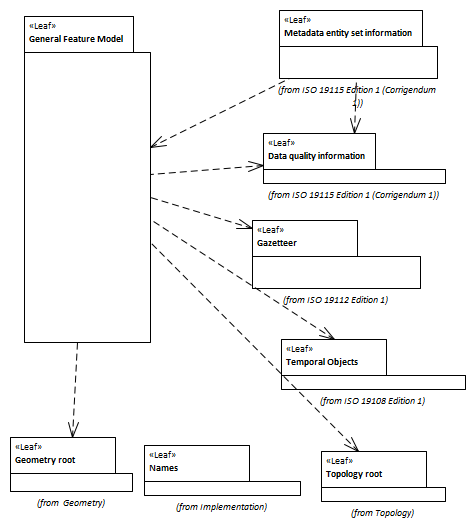 «Leaf»
General Feature Model
«Leaf»
Metadata entity set information
(from ISO 19115 Edition 1 (Corrigendum
1))
«Leaf»
Data quality information
(from ISO 19115 Edition 1 (Corrigendum 1))
«Leaf»
Gazetteer
(from ISO 19112 Edition 1)
«Leaf»
Temporal Objects
(from ISO 19108 Edition 1)
«Leaf»
Geometry root
(from Geometry)
«Leaf»
Names
(from Implementation)
«Leaf»
Topology root
(from Topology)